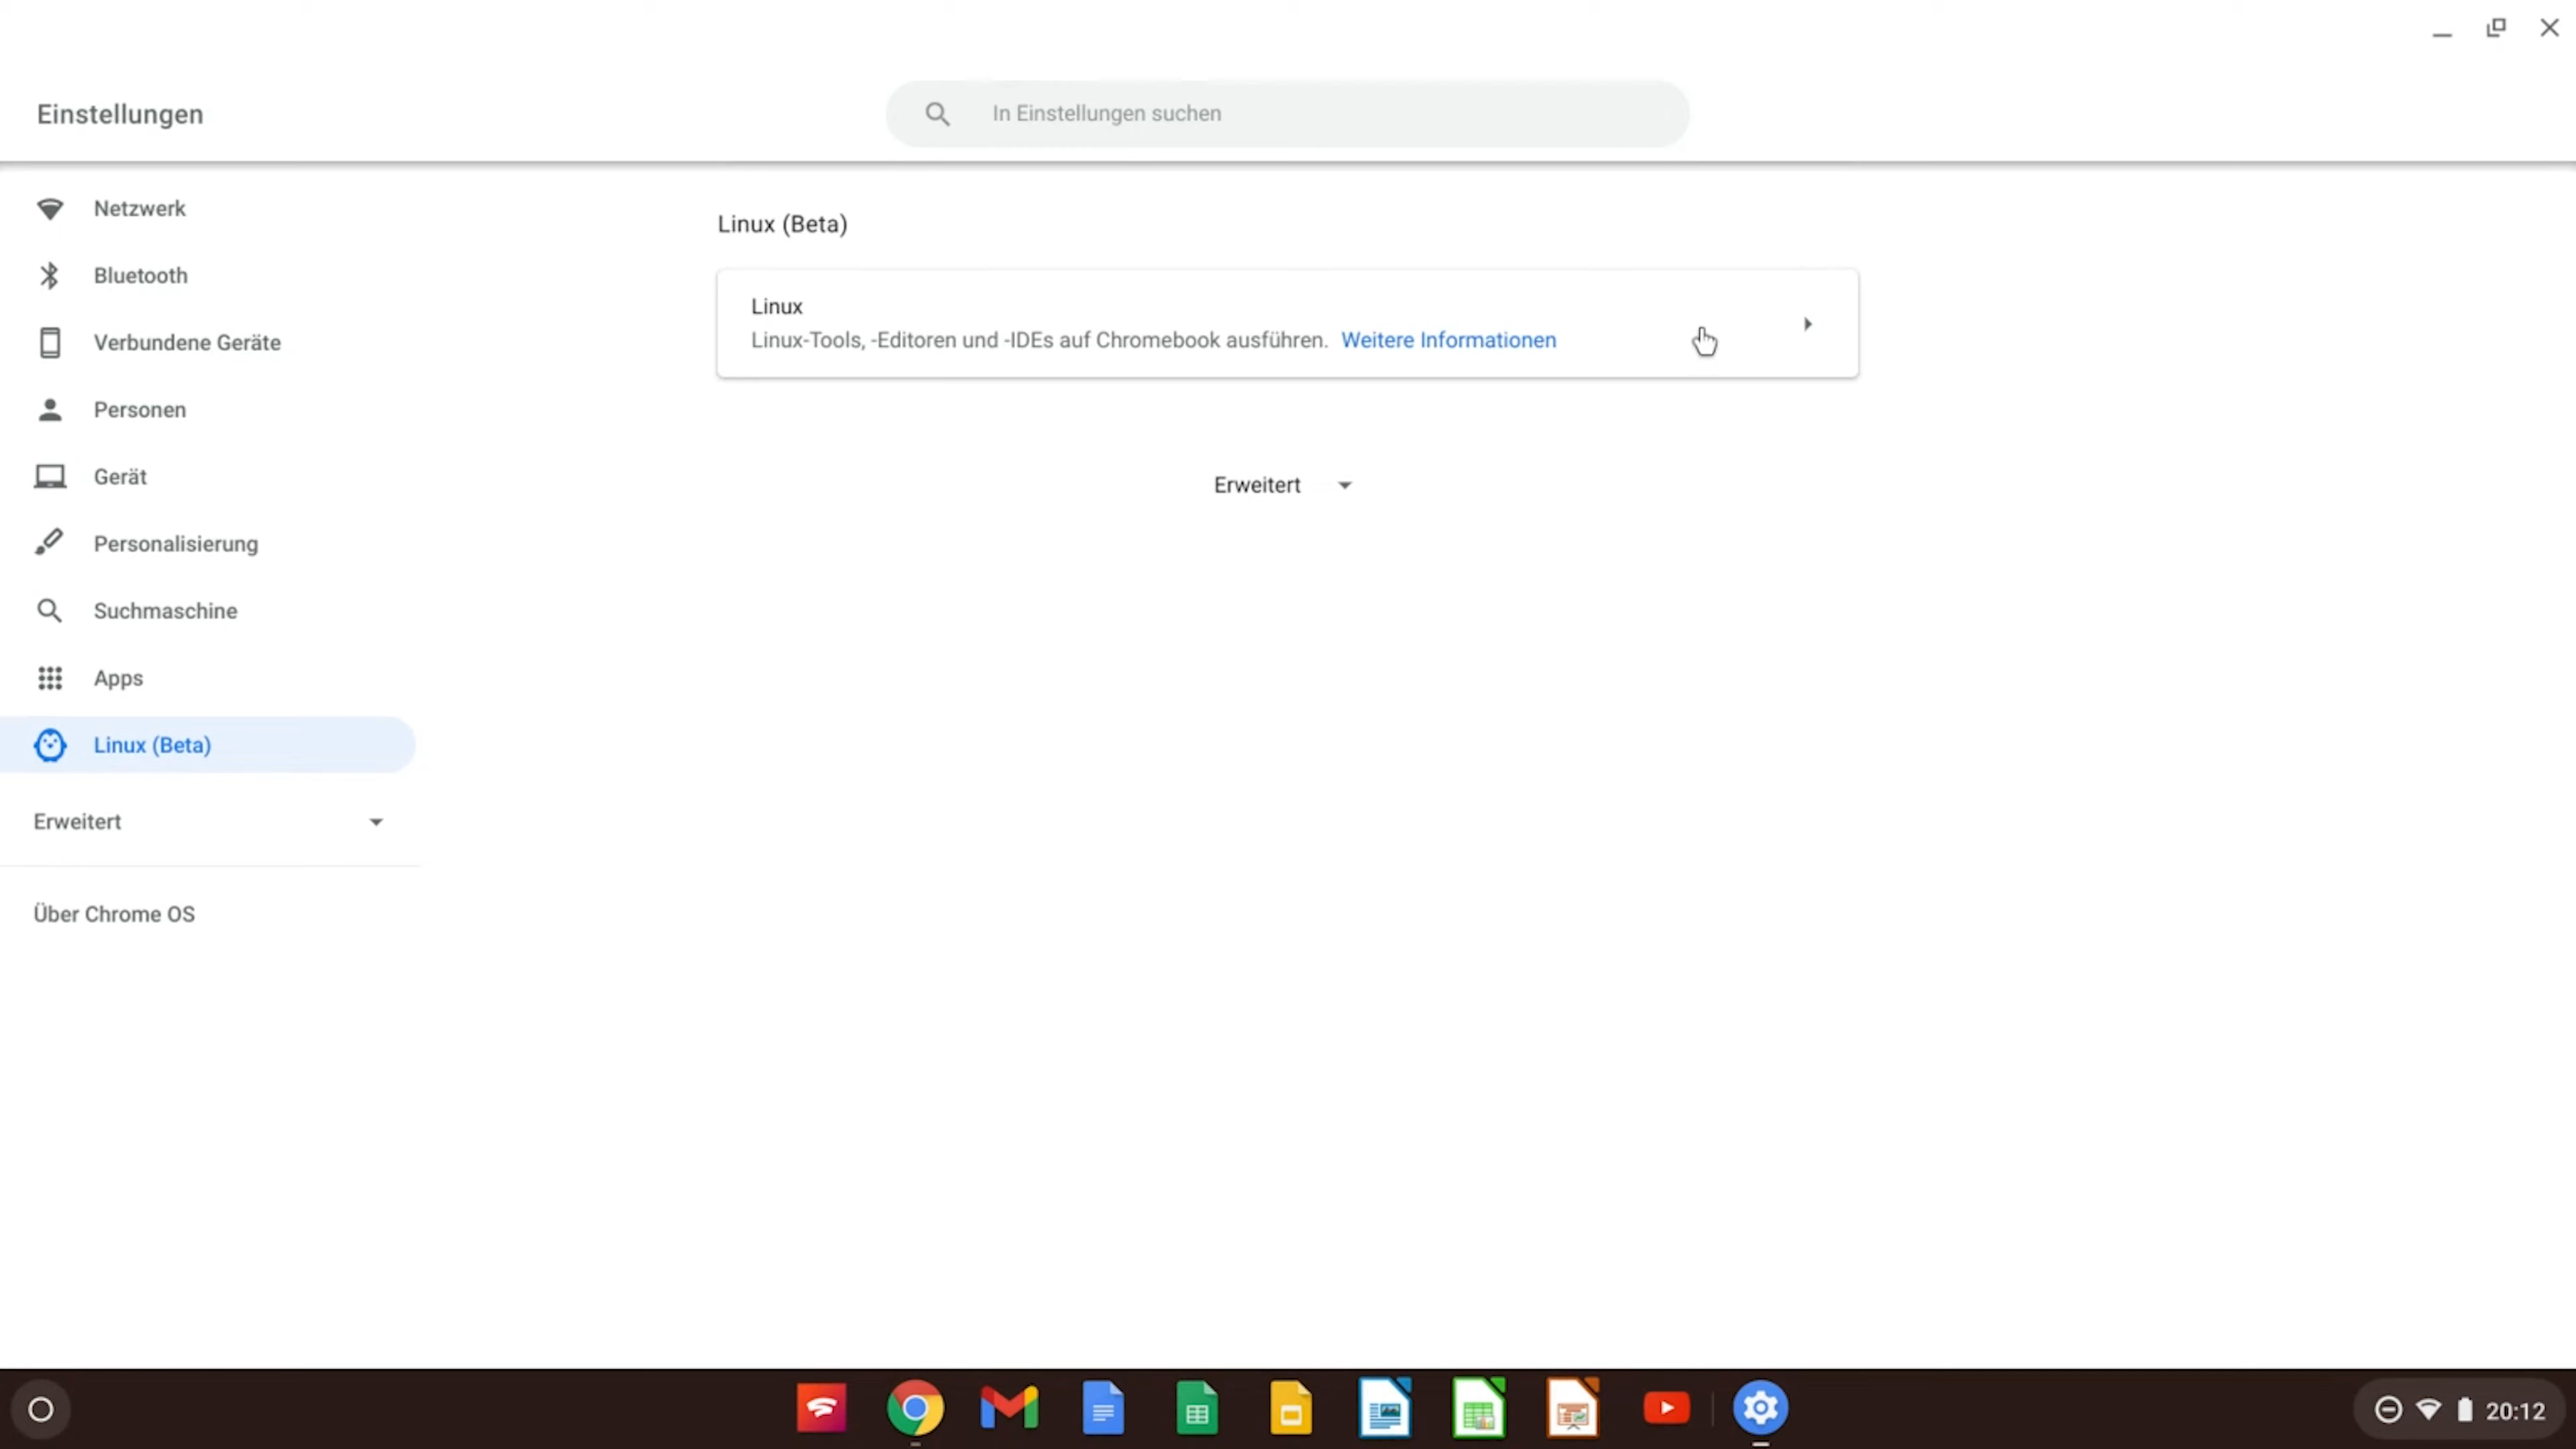 Einstellungen
In Einstellungen suchen
Netzwerk
Bluetooth
Verbundene Geräte
Personen
Gerät
Personalisierung
Suchmaschine
Apps
Linux (Beta)
Erweitert
Über Chrome OS
Linux (Beta)
Linux
Linux-Tools, -Editoren und -IDEs auf Chromebook ausführen. Weitere Informationen
Erweitert
20:12